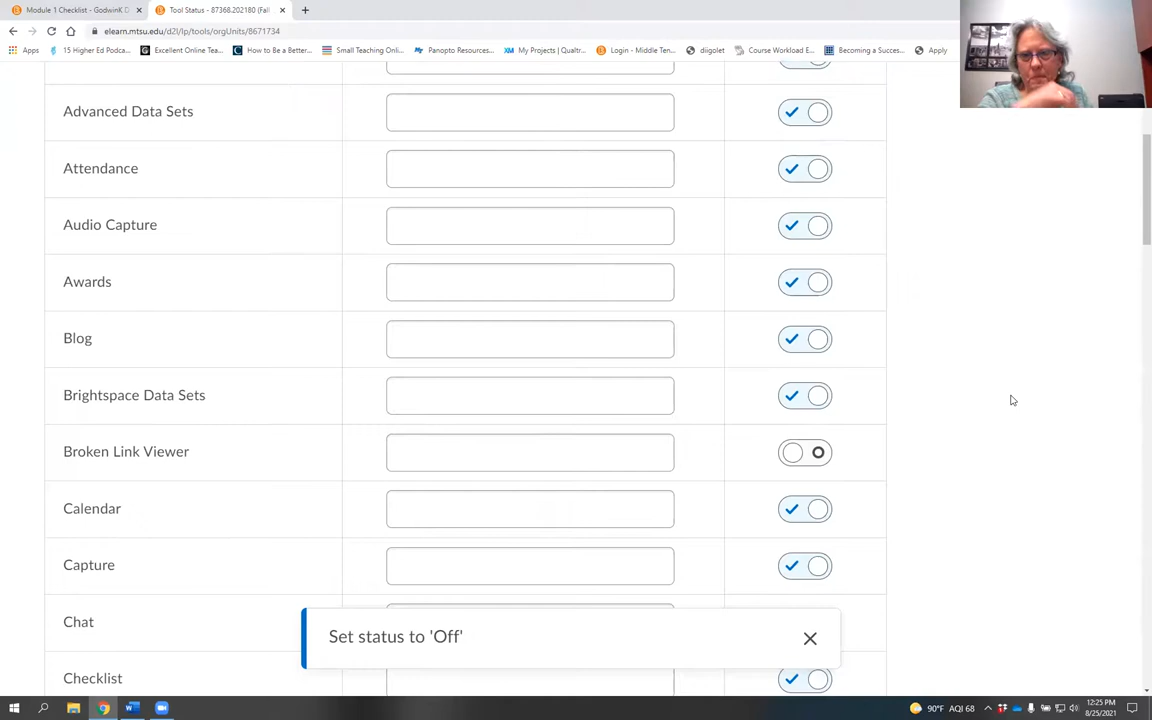 Module 1 Checklist - GodwinK D
Tool Status - 87368.202180 (Fall
elearn.mtsu.edu/d2l/lp/tools/orgUnits/8671734
Apps
15 Higher Ed Podca...
Excellent Online Tea...
How to Be a Better...
Small Teaching Onli...
Panopto Resources...
My Projects | Qualtr...
Login - Middle Ten...
diigolet
Course Workload E...
Becoming a Succes...
Apply
Advanced Data Sets
Attendance
Audio Capture
Awards
Blog
Brightspace Data Sets
Broken Link Viewer
Calendar
Capture
Chat
Set status to 'Off'
Checklist
90°F AQI 68
12:25 PM
8/25/2021